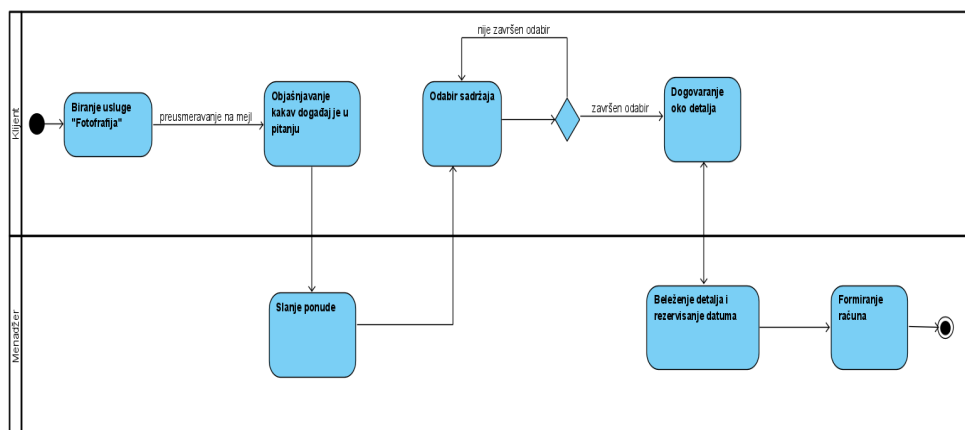 Klijent
Biranje usluge
"Fotofrafija"
preusmeravanje na mejl
Objašnjavanje
kakav događaj je u
pitanju
nije završen odabir
Odabir sadržaja
završen odabir
Dogovaranje
oko detalja
Menadžer
Slanje ponude
Beleženje detalja i
rezervisanje datuma
Formiranje
računa